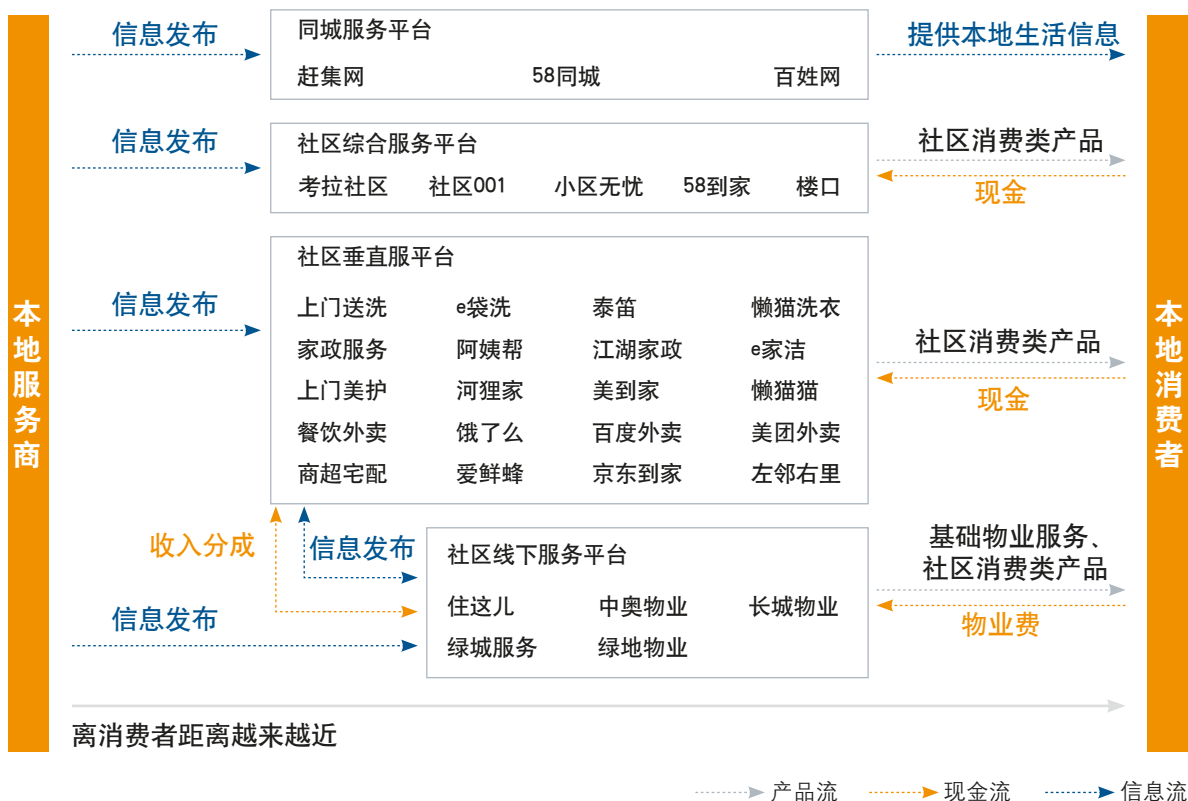 本地服务商
信息发布
同城服务平台
赶集网 58同城 百姓网
提供本地生活信息
信息发布
社区综合服务平台
考拉社区 社区001 小区无忧 58到家 楼口
社区消费类产品
现金
信息发布
社区垂直服平台
上门送洗 e袋洗 泰笛 懒猫洗衣
家政服务 阿姨帮 江湖家政 e家洁
上门美护 河狸家 美到家 懒猫猫
餐饮外卖 饿了么 百度外卖 美团外卖
商超宅配 爱鲜蜂 京东到家 左邻右里
社区消费类产品
现金
收入分成
信息发布
信息发布
社区线下服务平台
住这儿 中奥物业 长城物业
绿城服务 绿地物业
基础物业服务、
社区消费类产品
物业费
本地消费者
离消费者距离越来越近
产品流 现金流 信息流